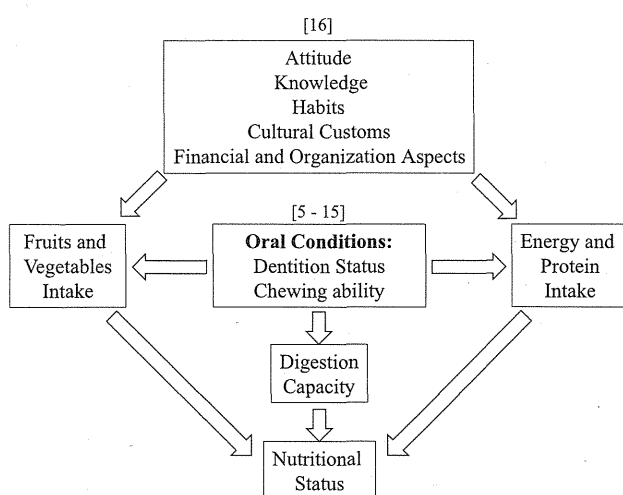 [16]
Attitude
Knowledge
Habits
Cultural Customs
Financial and Organization Aspects
[5 - 15]
Fruits and
Vegetables
Intake
Oral Conditions:
Dentition Status
Chewing ability
Energy and
Protein
Intake
Digestion
Capacity
Nutritional
Status